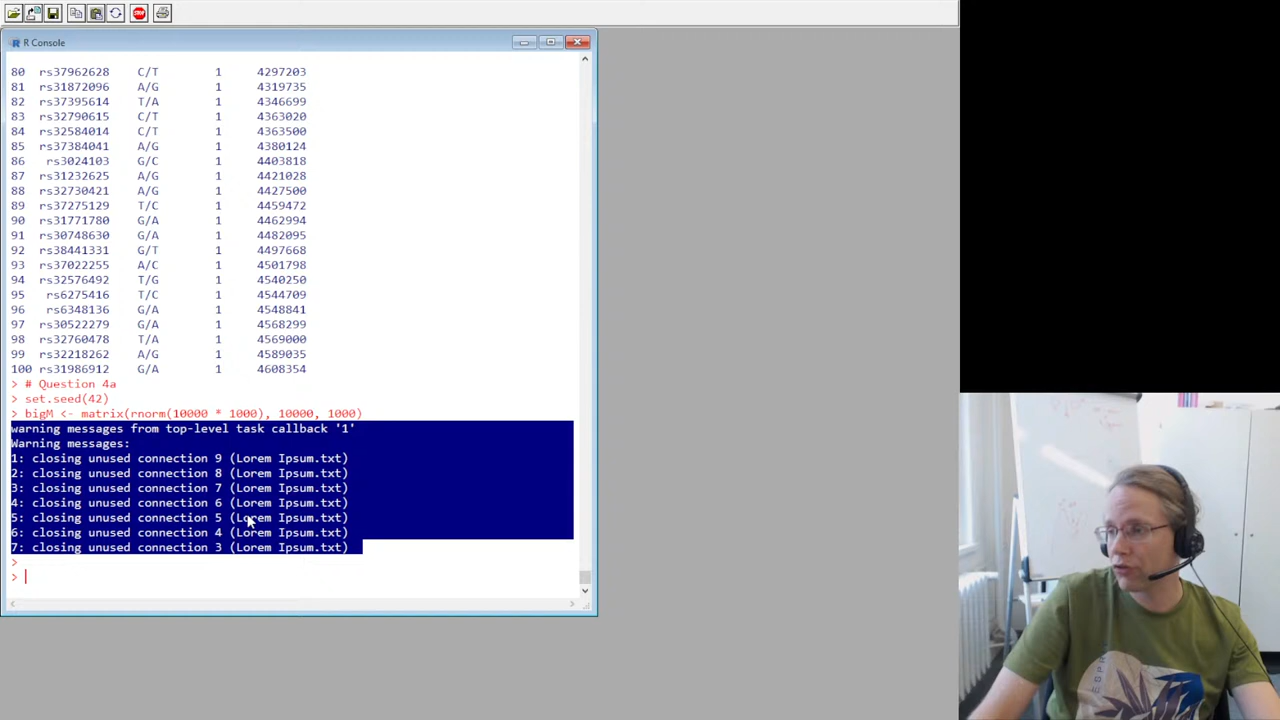 R Console
80 rs37962628 C/T 1 4297203
81 rs31872096 A/G 1 4319735
82 rs37395614 T/A 1 4346699
83 rs32790615 C/T 1 4363020
84 rs32584014 C/T 1 4363500
85 rs37384041 A/G 1 4380124
86 rs3024103 G/C 1 4403818
87 rs31232625 A/G 1 4421028
88 rs32730421 A/G 1 4427500
89 rs37275129 T/C 1 4459472
90 rs31771780 G/A 1 4462994
91 rs30748630 G/A 1 4482095
92 rs38441331 G/T 1 4497668
93 rs37022255 A/C 1 4501798
94 rs32576492 T/G 1 4540250
95 rs6275416 T/C 1 4544709
96 rs6348136 G/A 1 4548841
97 rs30522279 G/A 1 4568299
98 rs32760478 T/A 1 4569000
99 rs32218262 A/G 1 4589035
100 rs31986912 G/A 1 4608354
> # Question 4a
> set.seed(42)
> bigM <- matrix(rnorm(10000 * 1000), 10000, 1000)
warning messages from top-level task callback '1'
Warning messages:
1: closing unused connection 9 (Lorem Ipsum.txt)
2: closing unused connection 8 (Lorem Ipsum.txt)
3: closing unused connection 7 (Lorem Ipsum.txt)
4: closing unused connection 6 (Lorem Ipsum.txt)
5: closing unused connection 5 (Lorem Ipsum.txt)
6: closing unused connection 4 (Lorem Ipsum.txt)
7: closing unused connection 3 (Lorem Ipsum.txt)
>
>
STOP
ESPR